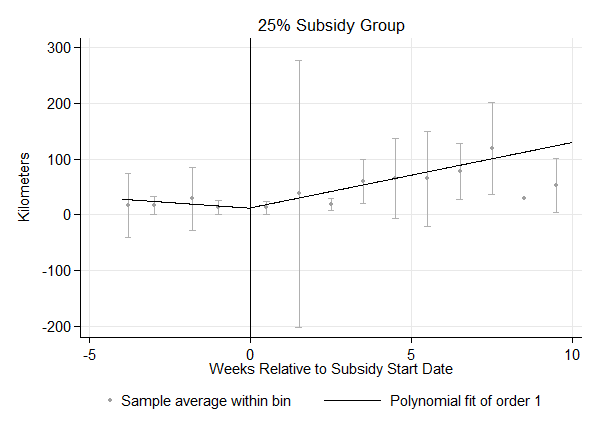 25% Subsidy Group
300
200
100
0
-100
-200
Kilometers
-5
0
5
10
Weeks Relative to Subsidy Start Date
Sample average within bin
Polynomial fit of order 1